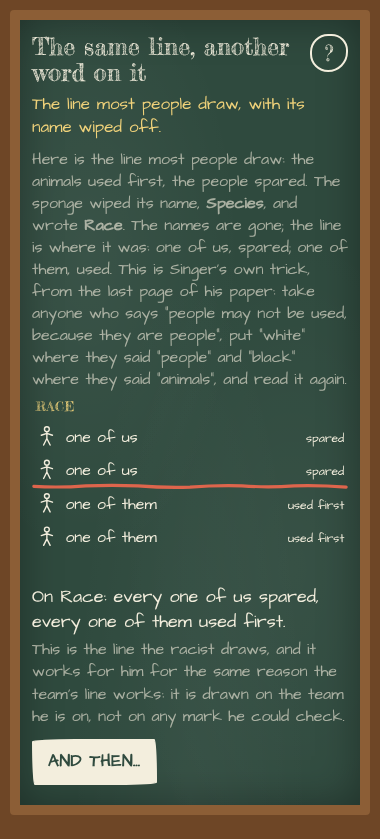 The same line, another
word on it
?
The line most people draw, with its
name wiped off.
Here is the line most people draw: the
animals used first, the people spared. The
sponge wiped its name, Species, and
wrote Race. The names are gone; the line
is where it was: one of us, spared; one of
them, used. This is Singer's own trick,
from the last page of his paper: take
anyone who says "people may not be used,
because they are people", put "white"
where they said "people" and "black"
where they said "animals", and read it again.
RACE
one of us spared
one of us spared
one of them used first
one of them used first
On Race: every one of us spared,
every one of them used first.
This is the line the racist draws, and it
works for him for the same reason the
team's line works: it is drawn on the team
he is on, not on any mark he could check.
AND THEN...